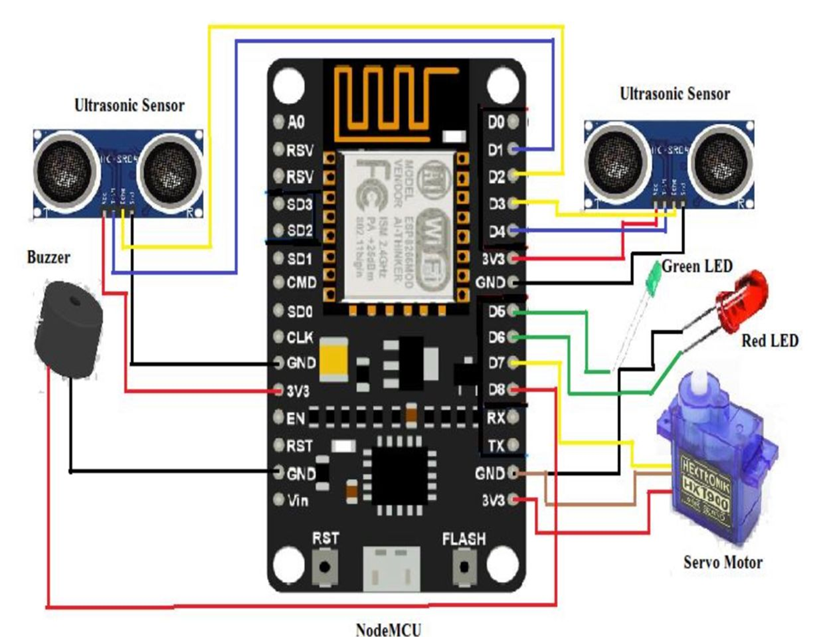 Ultrasonic Sensor
Ultrasonic Sensor
Buzzer
Green LED
Red LED
HEXTRONIK
HX1900
Servo Motor
A0
RSV
RSV
SD3
SD2
SD1
CMD
SD0
CLK
GND
3V3
EN
RST
GND
Vin
D0
D1
D2
D3
D4
3V3
GND
D5
D6
D7
D8
RX
TX
GND
3V3
MODEL
VENDOR
ESP8266MOD
AI-THINKER
ISM 2.4GHz
PA +25dBm
802.11b/g/n
FC
WiFi
RST
FLASH
NodeMCU